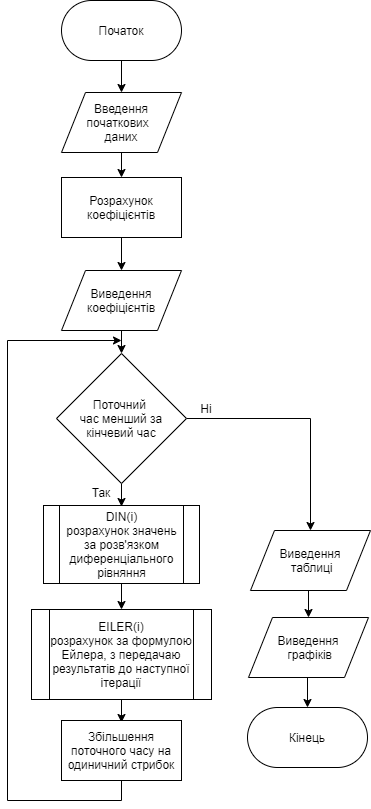 Початок
Введення
початкових
даних
Розрахунок
коефіцієнтів
Виведення
коефіцієнтів
Поточний
час менший за
кінчевий час
Ні
Так
DIN(i)
розрахунок значень
за розв'язком
диференціального
рівняння
EILER(i)
розрахунок за формулою
Ейлера, з передачаю
результатів до наступної
ітерації
Збільшення
поточного часу на
одиничний стрибок
Виведення
таблиці
Виведення
графіків
Кінець